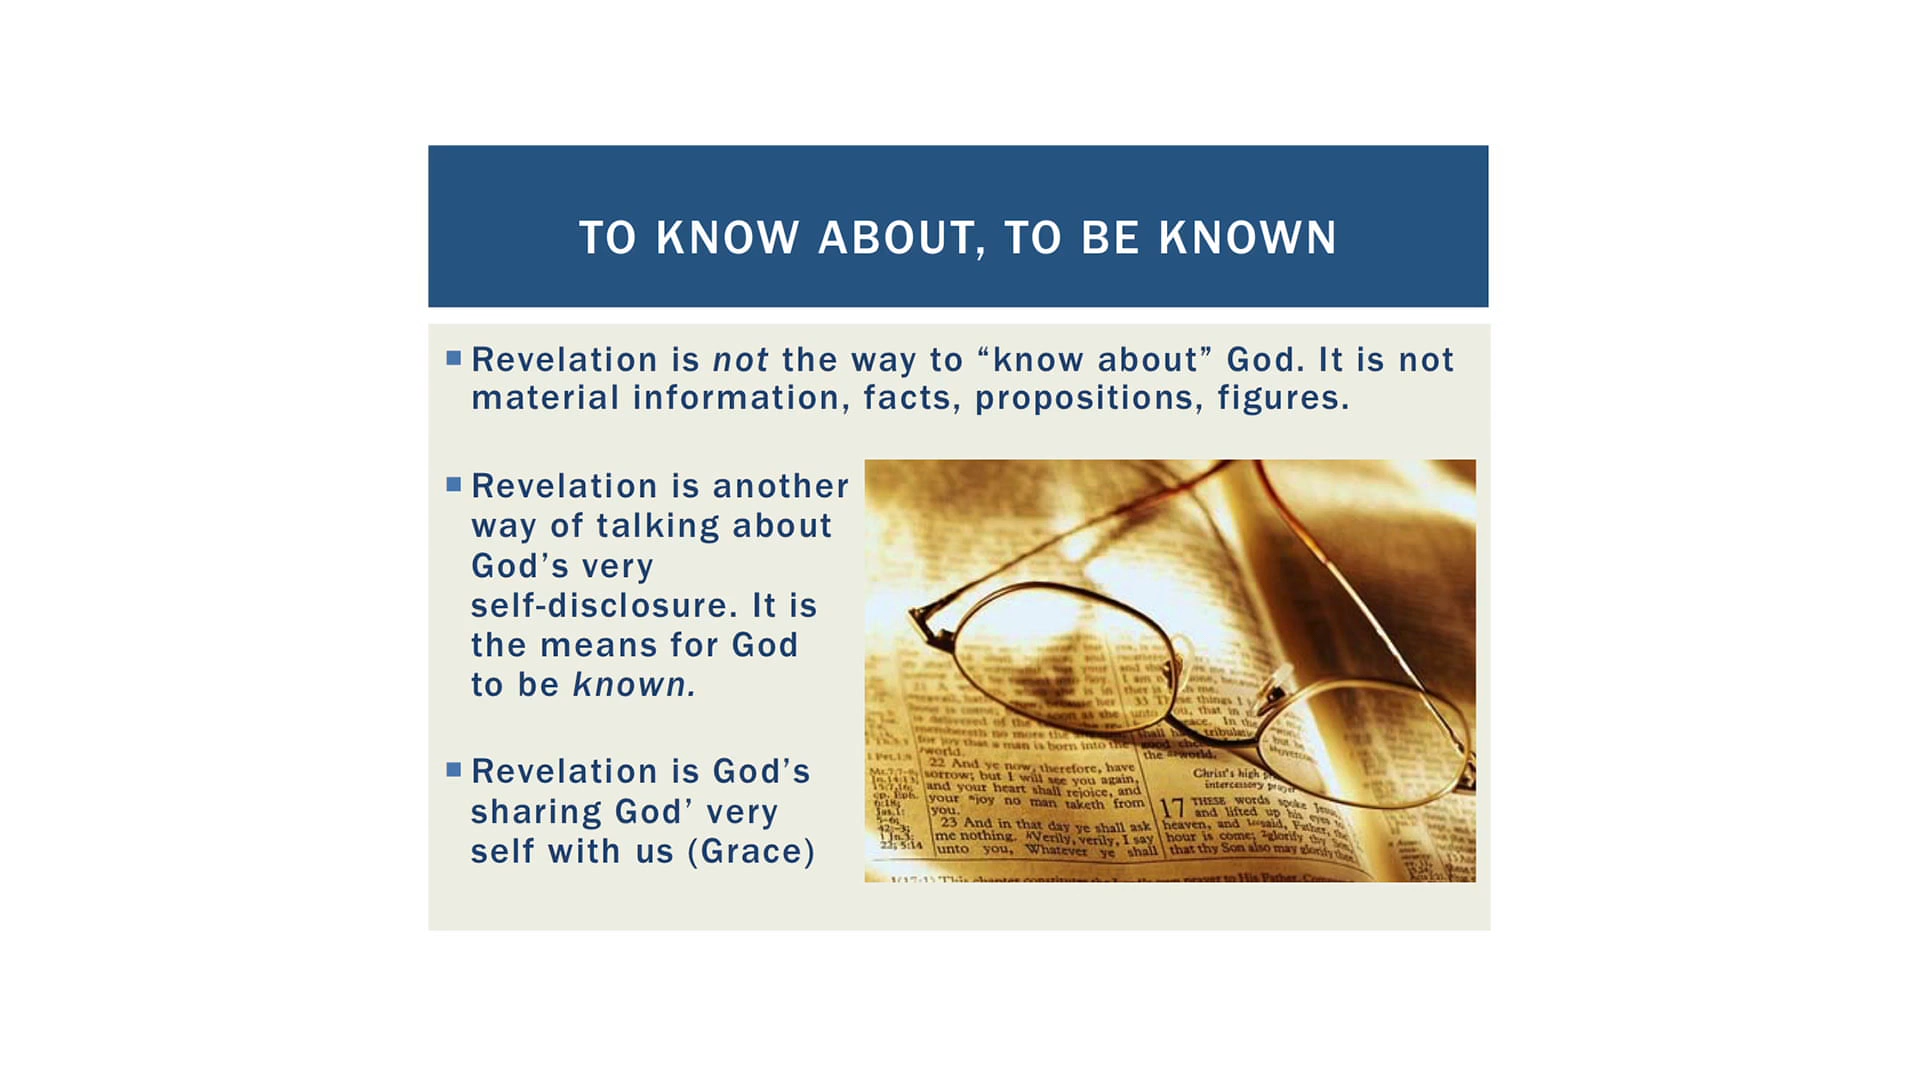 TO KNOW ABOUT, TO BE KNOWN
Revelation is not the way to “know about” God. It is not
material information, facts, propositions, figures.
Revelation is another
way of talking about
God’s very
self-disclosure. It is
the means for God
to be known.
Revelation is God’s
sharing God’ very
self with us (Grace)
22 And ye now, therefore, have
sorrow; but I will see you again,
and your heart shall rejoice, and
your joy no man taketh from
you.
23 And in that day ye shall ask
me nothing. Verily, verily, I say
unto you, Whatever ye shall
Christ's high
intercessory prayer
17 THESE words spoke
and lifted up his eyes
heaven, and said, Father, the
hour is come; glorify
that thy Son also may glorify thee.